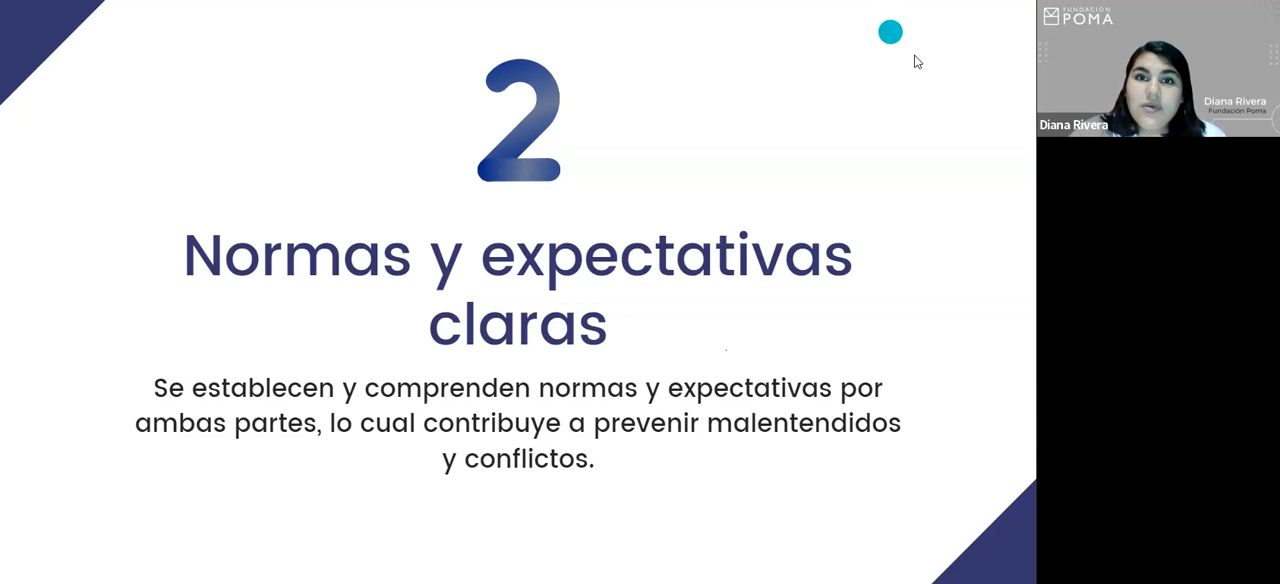 2
Normas y expectativas
claras
Se establecen y comprenden normas y expectativas por
ambas partes, lo cual contribuye a prevenir malentendidos
y conflictos.
FUNDACIÓN
POMA
Diana Rivera
Fundación Poma
Diana Rivera